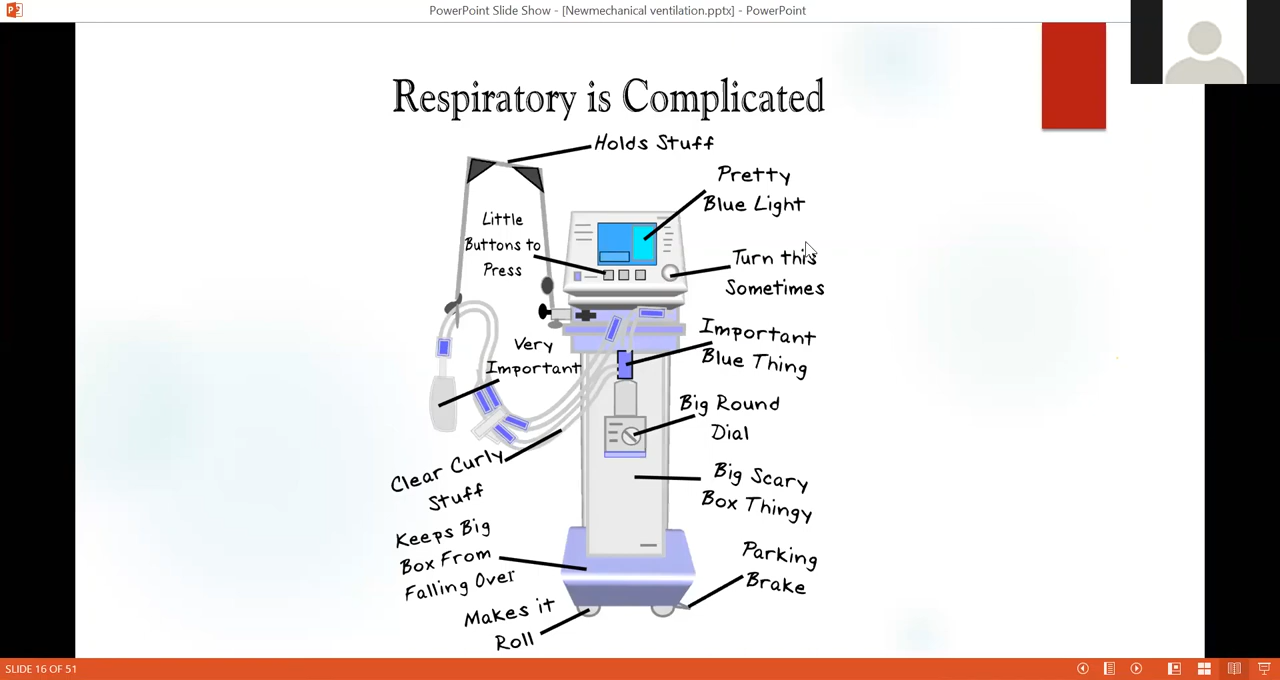 PowerPoint Slide Show - [Newmechanical ventilation.pptx] - PowerPoint
Respiratory is Complicated
Holds Stuff
Pretty
Blue Light
Little
Buttons to
Press
Turn this
Sometimes
Important
Blue Thing
Very
Important
Big Round
Dial
Clear Curly
Stuff
Big Scary
Box Thingy
Keeps Big
Box From
Falling Over
Parking
Brake
Makes it
Roll
SLIDE 16 OF 51